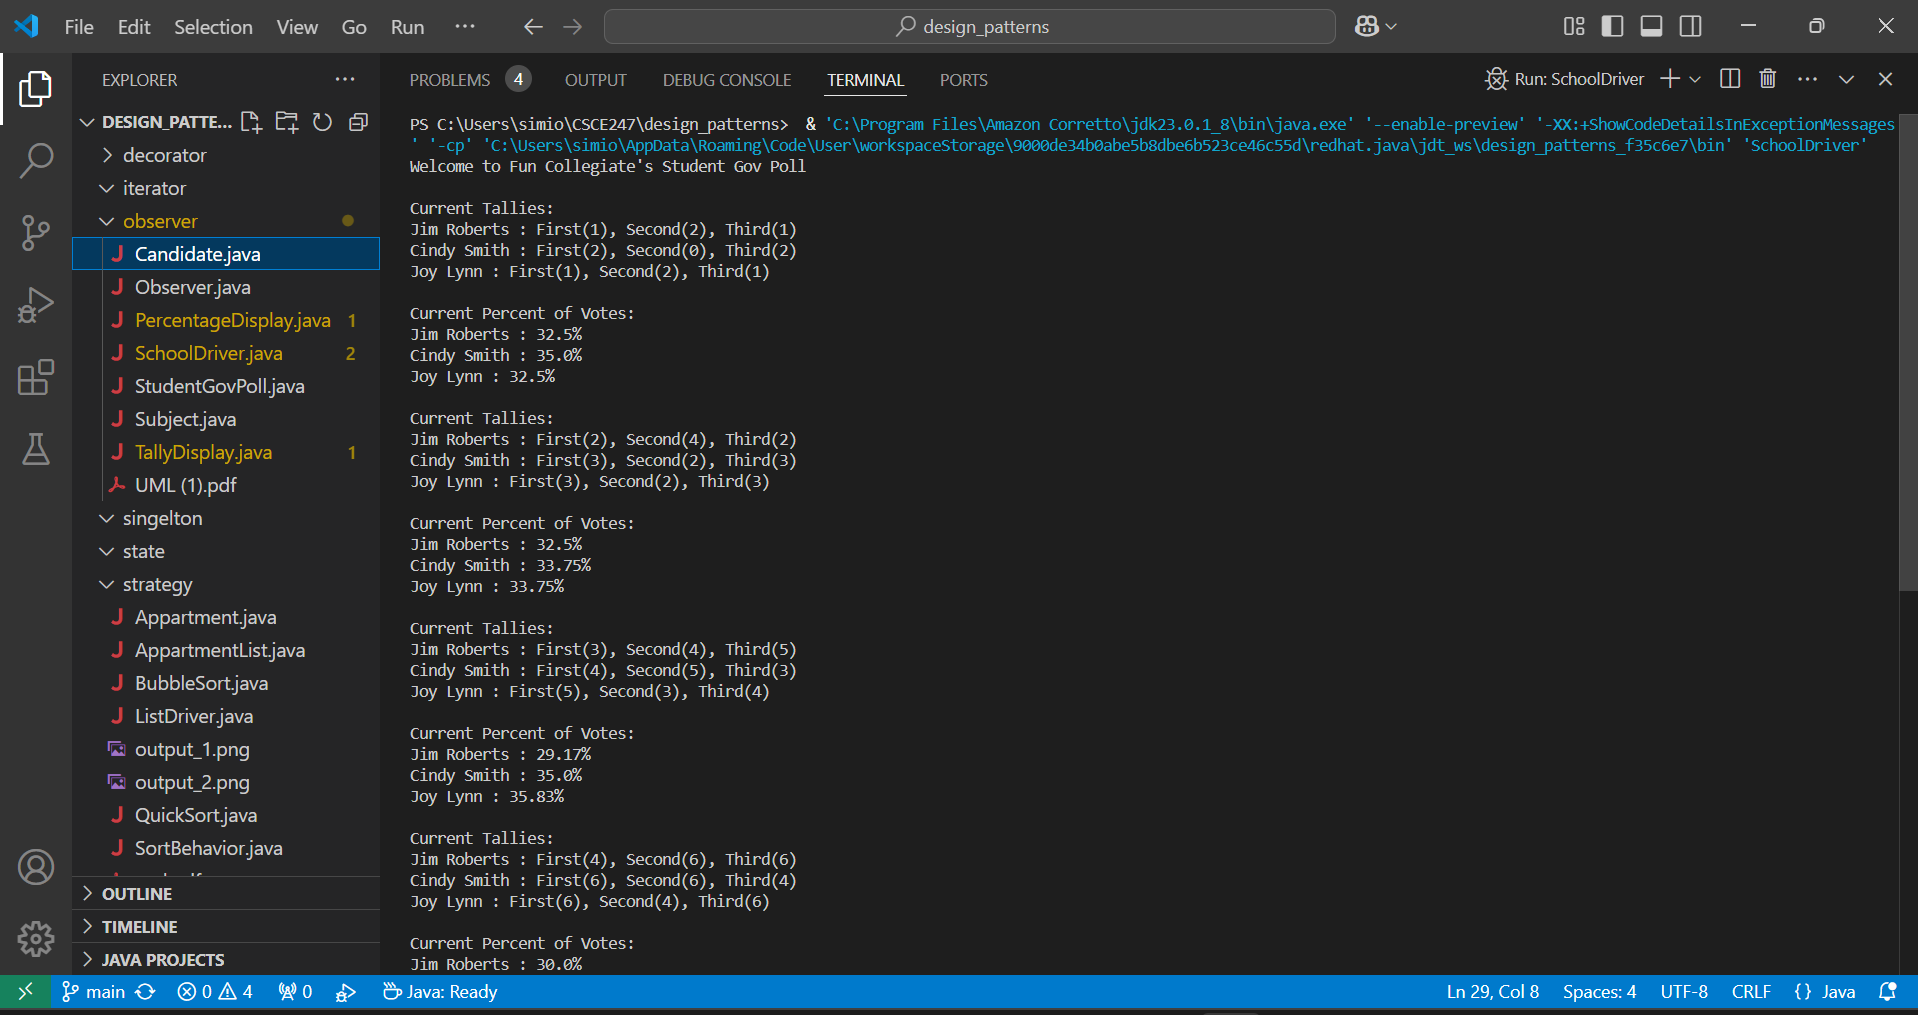 File Edit Selection View Go Run ··· design_patterns
EXPLORER ···
DESIGN_PATTE...
decorator
iterator
observer
Candidate.java
Observer.java
PercentageDisplay.java 1
SchoolDriver.java 2
StudentGovPoll.java
Subject.java
TallyDisplay.java 1
UML (1).pdf
singelton
state
strategy
Appartment.java
AppartmentList.java
BubbleSort.java
ListDriver.java
output_1.png
output_2.png
QuickSort.java
SortBehavior.java
OUTLINE
TIMELINE
JAVA PROJECTS
PROBLEMS 4 OUTPUT DEBUG CONSOLE TERMINAL PORTS Run: SchoolDriver
PS C:\Users\simio\CSCE247\design_patterns> & 'C:\Program Files\Amazon Corretto\jdk23.0.1_8\bin\java.exe' '--enable-preview' '-XX:+ShowCodeDetailsInExceptionMessages
' '-cp' 'C:\Users\simio\AppData\Roaming\Code\User\workspaceStorage\9000de34b0abe5b8dbe6b523ce46c55d\redhat.java\jdt_ws\design_patterns_f35c6e7\bin' 'SchoolDriver'
Welcome to Fun Collegiate's Student Gov Poll
Current Tallies:
Jim Roberts : First(1), Second(2), Third(1)
Cindy Smith : First(2), Second(0), Third(2)
Joy Lynn : First(1), Second(2), Third(1)
Current Percent of Votes:
Jim Roberts : 32.5%
Cindy Smith : 35.0%
Joy Lynn : 32.5%
Current Tallies:
Jim Roberts : First(2), Second(4), Third(2)
Cindy Smith : First(3), Second(2), Third(3)
Joy Lynn : First(3), Second(2), Third(3)
Current Percent of Votes:
Jim Roberts : 32.5%
Cindy Smith : 33.75%
Joy Lynn : 33.75%
Current Tallies:
Jim Roberts : First(3), Second(4), Third(5)
Cindy Smith : First(4), Second(5), Third(3)
Joy Lynn : First(5), Second(3), Third(4)
Current Percent of Votes:
Jim Roberts : 29.17%
Cindy Smith : 35.0%
Joy Lynn : 35.83%
Current Tallies:
Jim Roberts : First(4), Second(6), Third(6)
Cindy Smith : First(6), Second(6), Third(4)
Joy Lynn : First(6), Second(4), Third(6)
Current Percent of Votes:
Jim Roberts : 30.0%
main 0 4 0 Java: Ready Ln 29, Col 8 Spaces: 4 UTF-8 CRLF {} Java